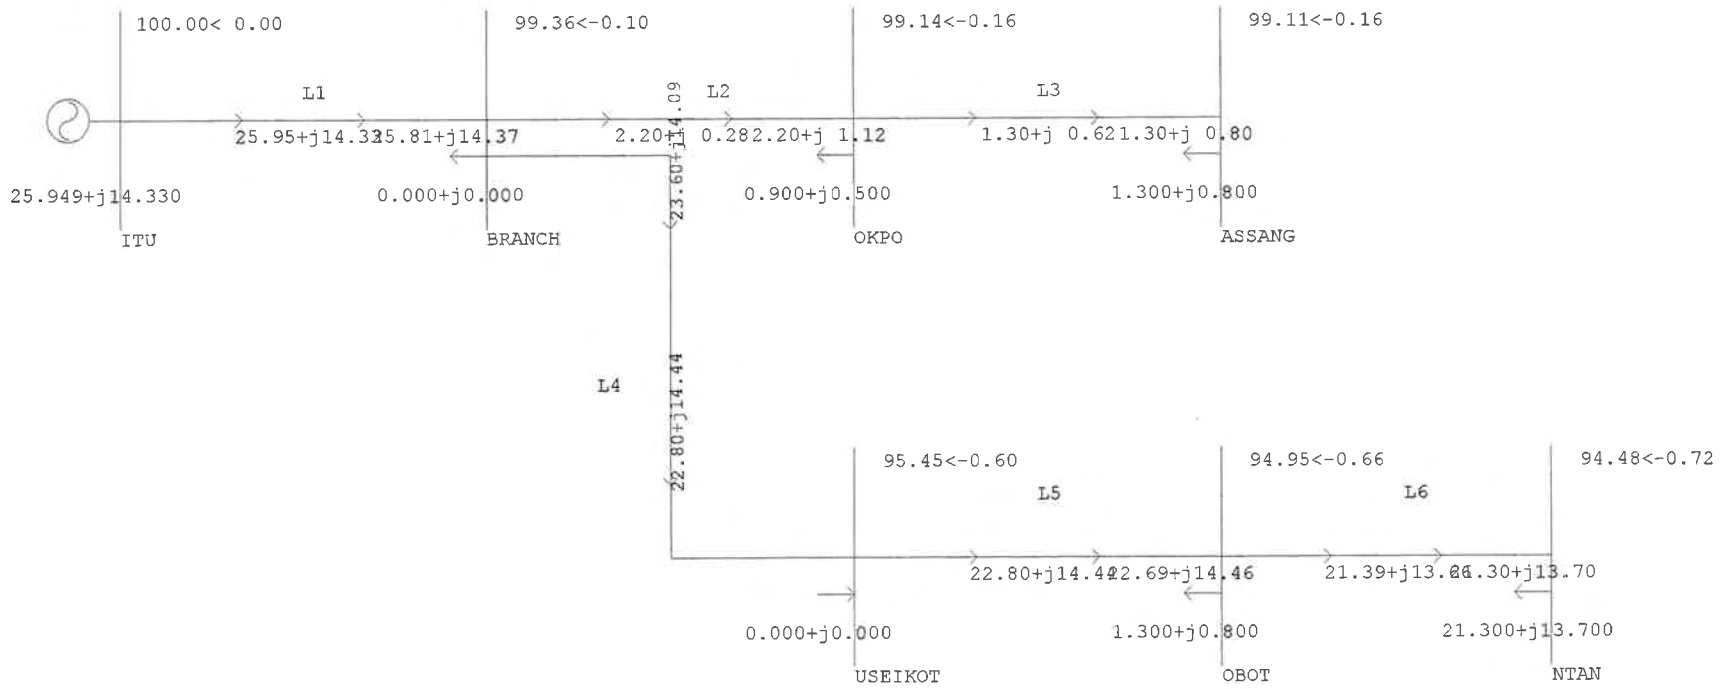 100.00< 0.00
99.36<-0.10
99.14<-0.16
99.11<-0.16
L1
L2
L3
25.95+j14.33
25.81+j14.37
2.20+j 0.28
2.20+j 1.12
1.30+j 0.62
1.30+j 0.80
23.60+j14.09
25.949+j14.330
0.000+j0.000
0.900+j0.500
1.300+j0.800
ITU
BRANCH
OKPO
ASSANG
L4
22.80+j14.44
95.45<-0.60
94.95<-0.66
94.48<-0.72
L5
L6
22.80+j14.44
22.69+j14.46
21.39+j13.66
21.30+j13.70
0.000+j0.000
1.300+j0.800
21.300+j13.700
USEIKOT
OBOT
NTAN